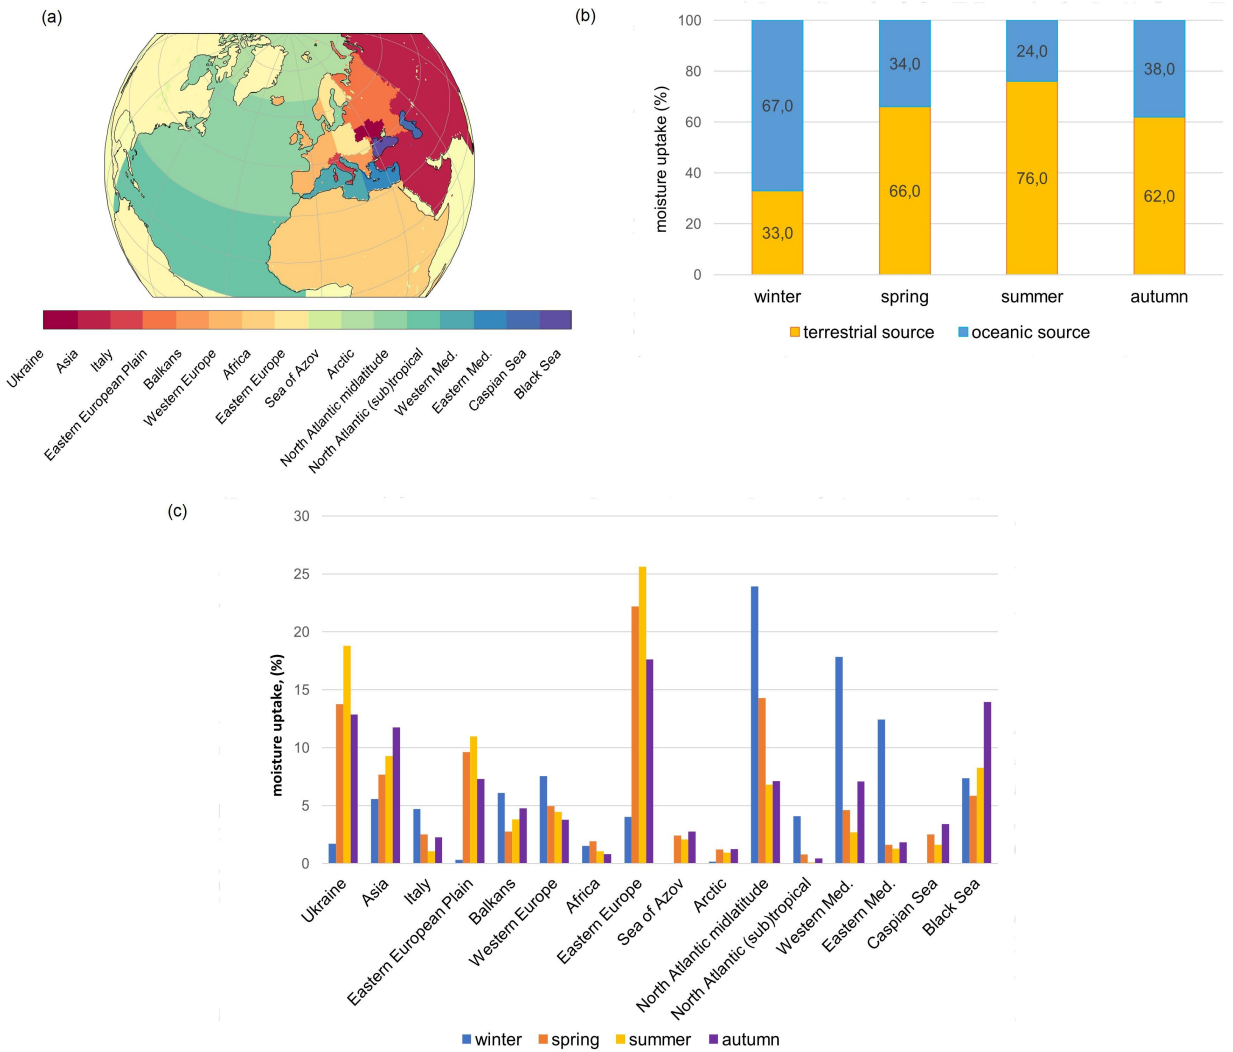 (a)
Ukraine
Asia
Italy
Eastern European Plain
Balkans
Western Europe
Africa
Eastern Europe
Sea of Azov
Arctic
North Atlantic midlatitude
North Atlantic (sub)tropical
Western Med.
Eastern Med.
Caspian Sea
Black Sea
(b)
moisture uptake (%)
100
80
60
40
20
0
67,0
33,0
34,0
66,0
24,0
76,0
38,0
62,0
winter
spring
summer
autumn
terrestrial source
oceanic source
(c)
moisture uptake, (%)
30
25
20
15
10
5
0
Ukraine
Asia
Italy
Eastern European Plain
Balkans
Western Europe
Africa
Eastern Europe
Sea of Azov
Arctic
North Atlantic midlatitude
North Atlantic (sub)tropical
Western Med.
Eastern Med.
Caspian Sea
Black Sea
winter
spring
summer
autumn